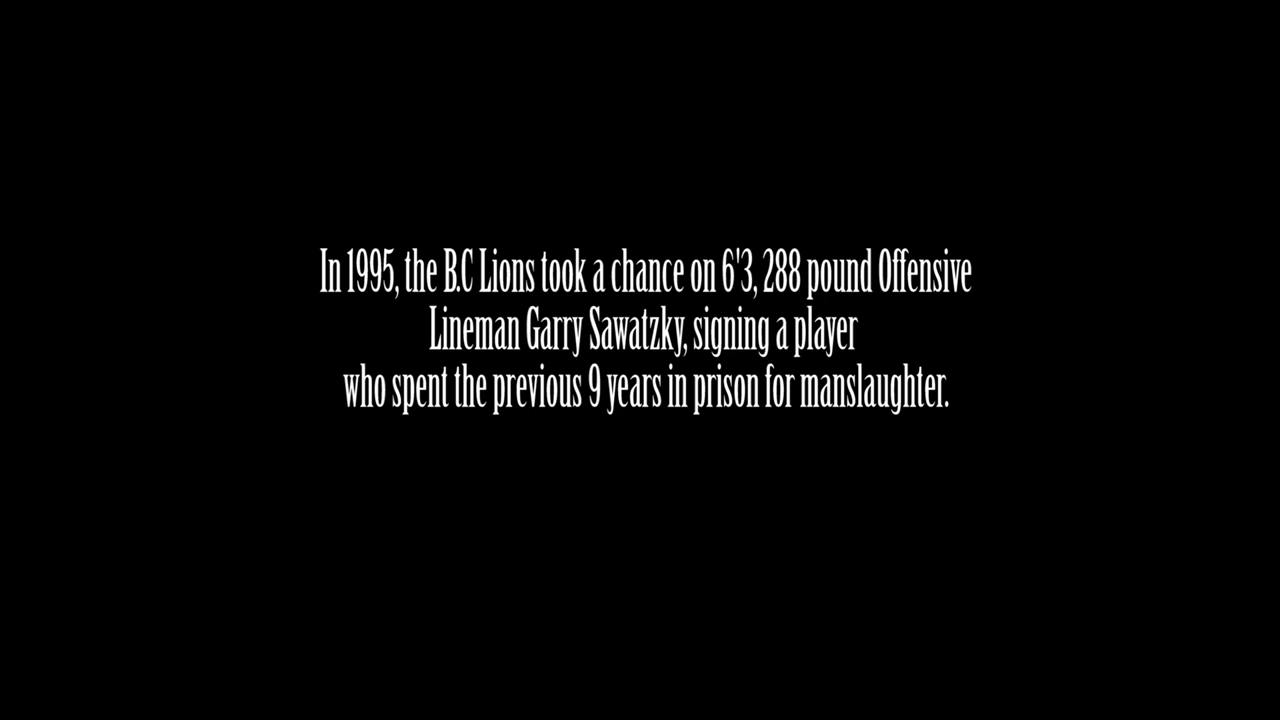 In 1995, the B.C Lions took a chance on 6'3, 288 pound Offensive
Lineman Garry Sawatzky, signing a player
who spent the previous 9 years in prison for manslaughter.